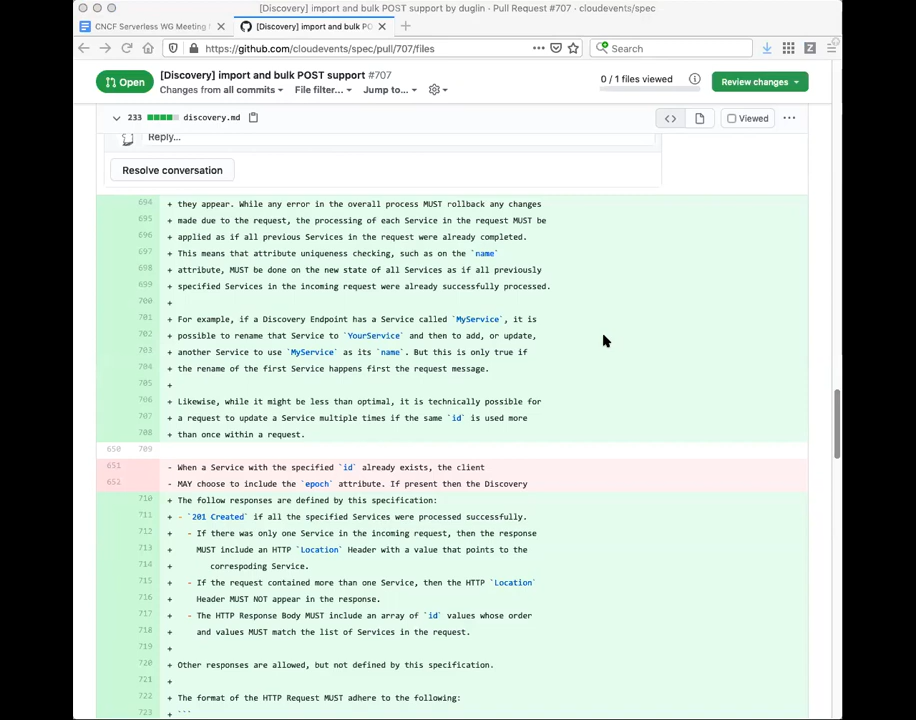 [Discovery] import and bulk POST support by duglin · Pull Request #707 · cloudevents/spec
CNCF Serverless WG Meeting
[Discovery] import and bulk PO
https://github.com/cloudevents/spec/pull/707/files
Search
Open
[Discovery] import and bulk POST support #707
Changes from all commits
File filter...
Jump to...
0 / 1 files viewed
Review changes
233
discovery.md
Viewed
Reply...
Resolve conversation
694 + they appear. While any error in the overall process MUST rollback any changes
695 + made due to the request, the processing of each Service in the request MUST be
696 + applied as if all previous Services in the request were already completed.
697 + This means that attribute uniqueness checking, such as on the `name`
698 + attribute, MUST be done on the new state of all Services as if all previously
699 + specified Services in the incoming request were already successfully processed.
700 +
701 + For example, if a Discovery Endpoint has a Service called `MyService`, it is
702 + possible to rename that Service to `YourService` and then to add, or update,
703 + another Service to use `MyService` as its `name`. But this is only true if
704 + the rename of the first Service happens first the request message.
705 +
706 + Likewise, while it might be less than optimal, it is technically possible for
707 + a request to update a Service multiple times if the same `id` is used more
708 + than once within a request.
650 709
651 - When a Service with the specified `id` already exists, the client
652 - MAY choose to include the `epoch` attribute. If present then the Discovery
710 + The follow responses are defined by this specification:
711 + - `201 Created` if all the specified Services were processed successfully.
712 + - If there was only one Service in the incoming request, then the response
713 + MUST include an HTTP `Location` Header with a value that points to the
714 + correspoding Service.
715 + - If the request contained more than one Service, then the HTTP `Location`
716 + Header MUST NOT appear in the response.
717 + - The HTTP Response Body MUST include an array of `id` values whose order
718 + and values MUST match the list of Services in the request.
719 +
720 + Other responses are allowed, but not defined by this specification.
721 +
722 + The format of the HTTP Request MUST adhere to the following:
723 + ```